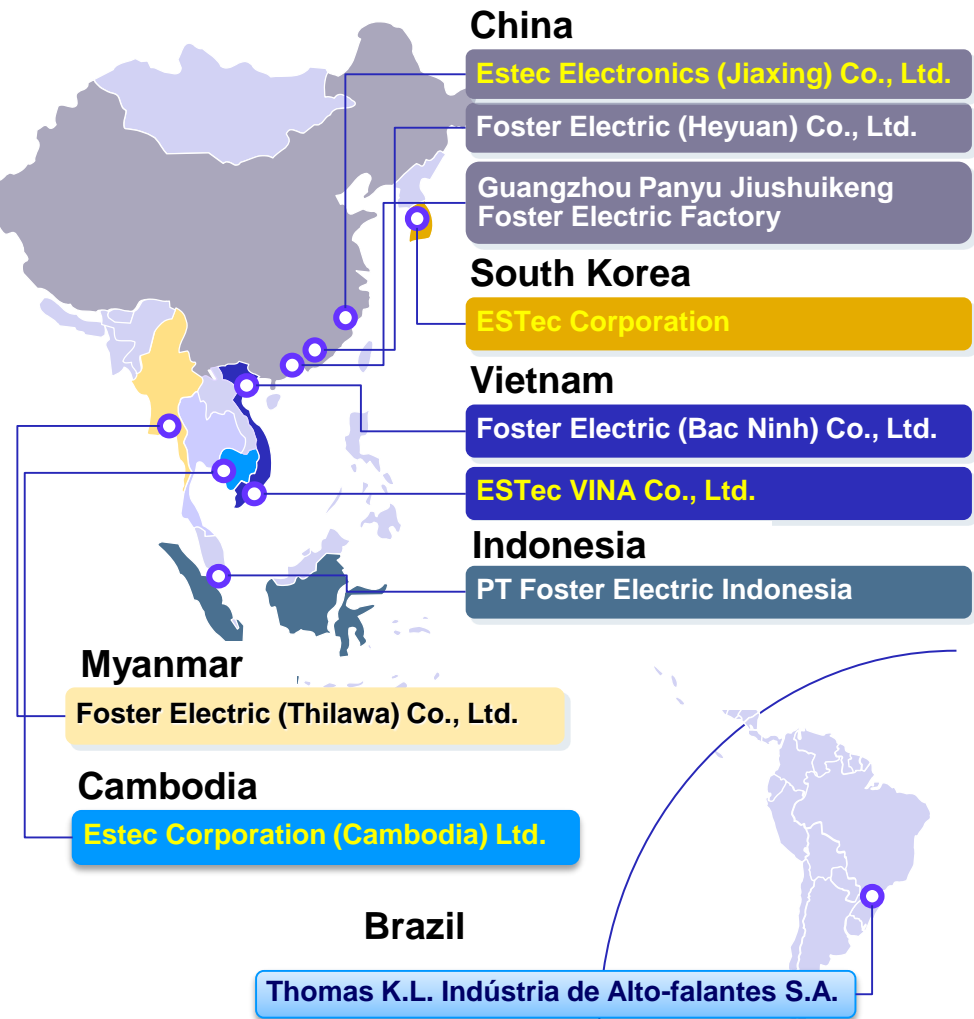 China
Estec Electronics (Jiaxing) Co., Ltd.
Foster Electric (Heyuan) Co., Ltd.
Guangzhou Panyu Jiushuikeng
Foster Electric Factory
South Korea
ESTec Corporation
Vietnam
Foster Electric (Bac Ninh) Co., Ltd.
ESTec VINA Co., Ltd.
Indonesia
PT Foster Electric Indonesia
Myanmar
Foster Electric (Thilawa) Co., Ltd.
Cambodia
Estec Corporation (Cambodia) Ltd.
Brazil
Thomas K.L. Indústria de Alto-falantes S.A.